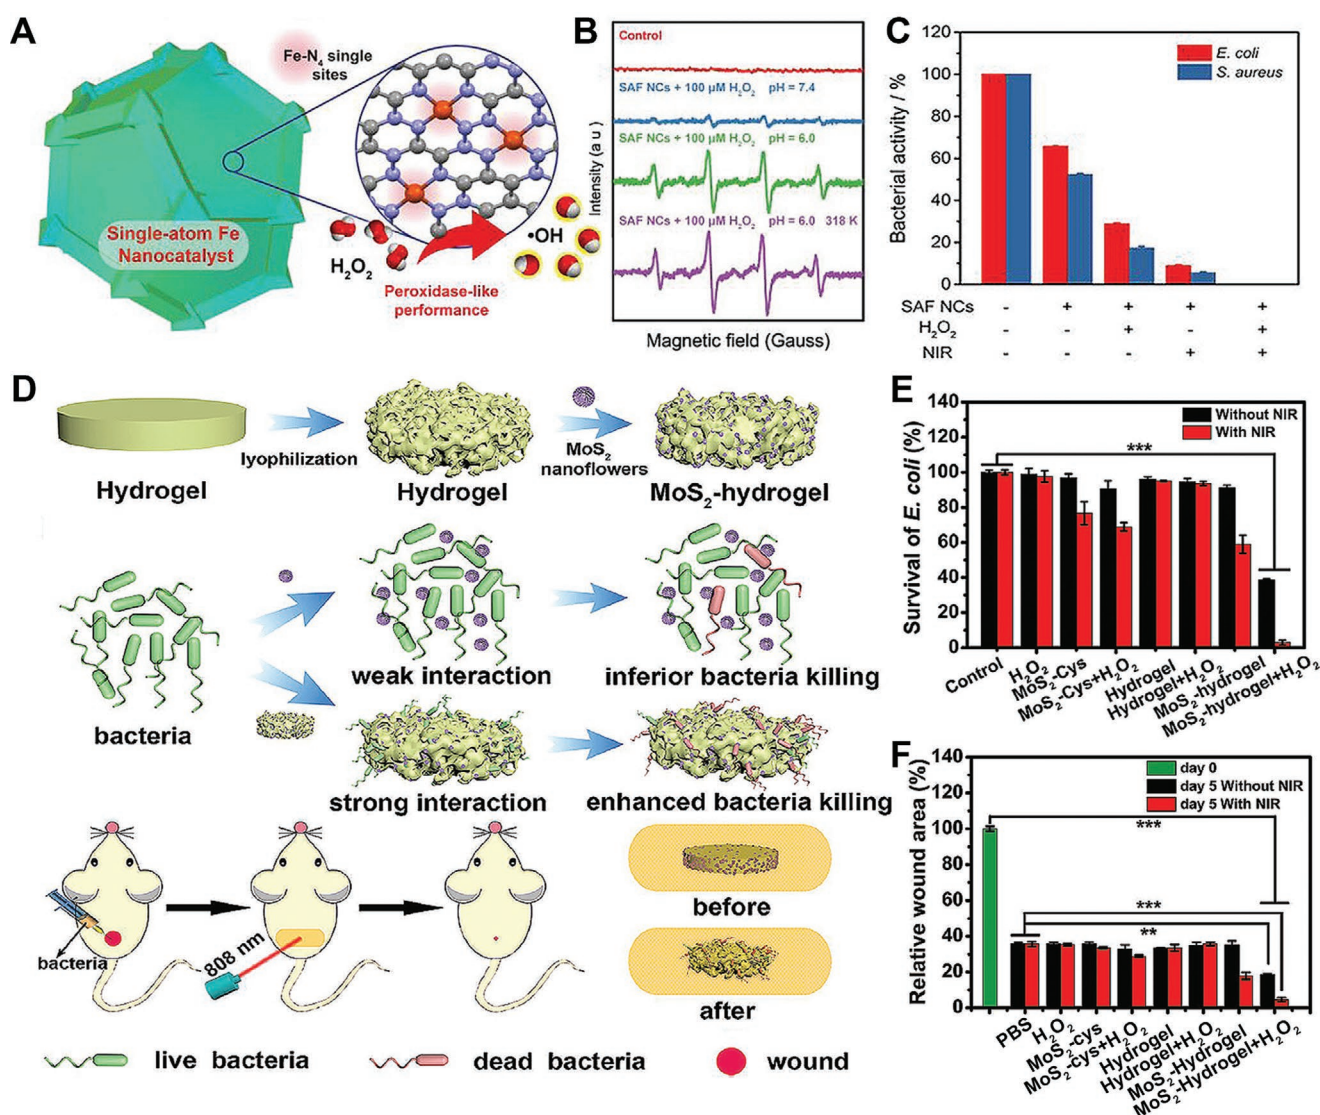 A
Fe-N4 single
sites
Single-atom Fe
Nanocatalyst
H2O2
•OH
Peroxidase-like
performance
B
Control
SAF NCs + 100 µM H2O2 pH = 7.4
SAF NCs + 100 µM H2O2 pH = 6.0
SAF NCs + 100 µM H2O2 pH = 6.0 318 K
Intensity (a u )
Magnetic field (Gauss)
C
E. coli
S. aureus
Bacterial activity / %
120
100
80
60
40
20
0
SAF NCs - + + + +
H2O2 - - + - +
NIR - - - + +
D
lyophilization
MoS2
nanoflowers
Hydrogel
Hydrogel
MoS2-hydrogel
weak interaction
inferior bacteria killing
bacteria
strong interaction
enhanced bacteria killing
bacteria
808 nm
before
after
live bacteria
dead bacteria
wound
E
Without NIR
With NIR
***
Survival of E. coli (%)
140
120
100
80
60
40
20
0
Control
H2O2
MoS2-Cys
MoS2-Cys+H2O2
Hydrogel
Hydrogel+H2O2
MoS2-hydrogel
MoS2-hydrogel+H2O2
F
day 0
day 5 Without NIR
day 5 With NIR
***
***
**
Relative wound area (%)
140
120
100
80
60
40
20
0
PBS
H2O2
MoS2-cys
MoS2-cys+H2O2
Hydrogel
Hydrogel+H2O2
MoS2-Hydrogel
MoS2-Hydrogel+H2O2